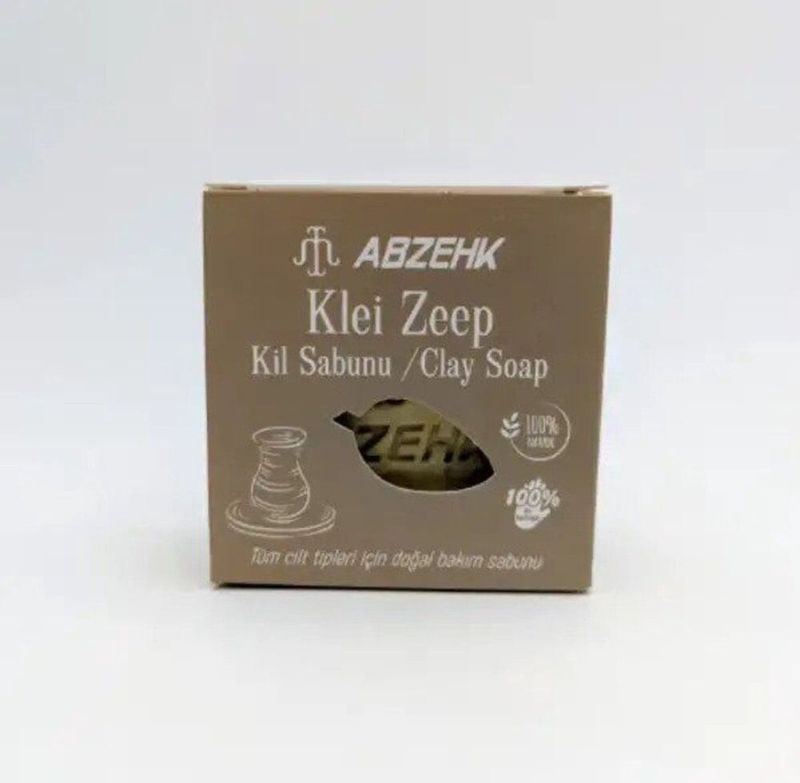 ABZEHK
Klei Zeep
Kil Sabunu / Clay Soap
ZEHK
100%
100%
Tüm cilt tipleri için doğal bakım sabunu